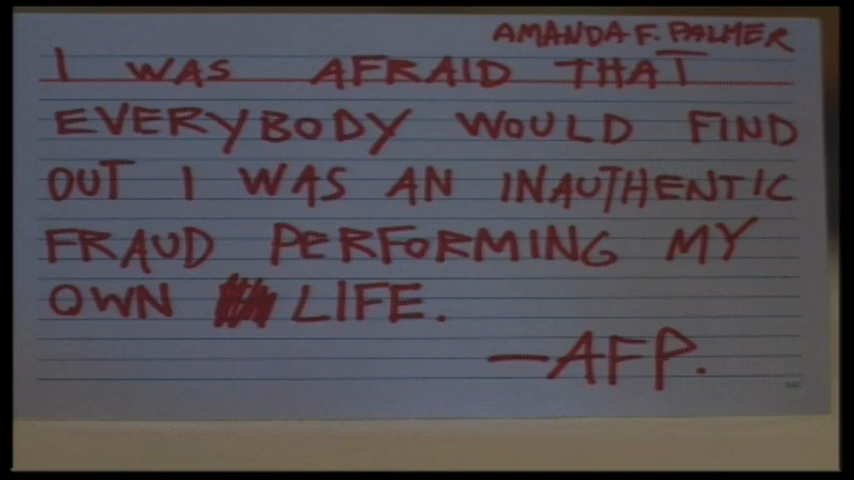 AMANDA F. PALMER
I WAS AFRAID THAT
EVERYBODY WOULD FIND
OUT I WAS AN INAUTHENTIC
FRAUD PERFORMING MY
OWN LIFE.
—AFP.